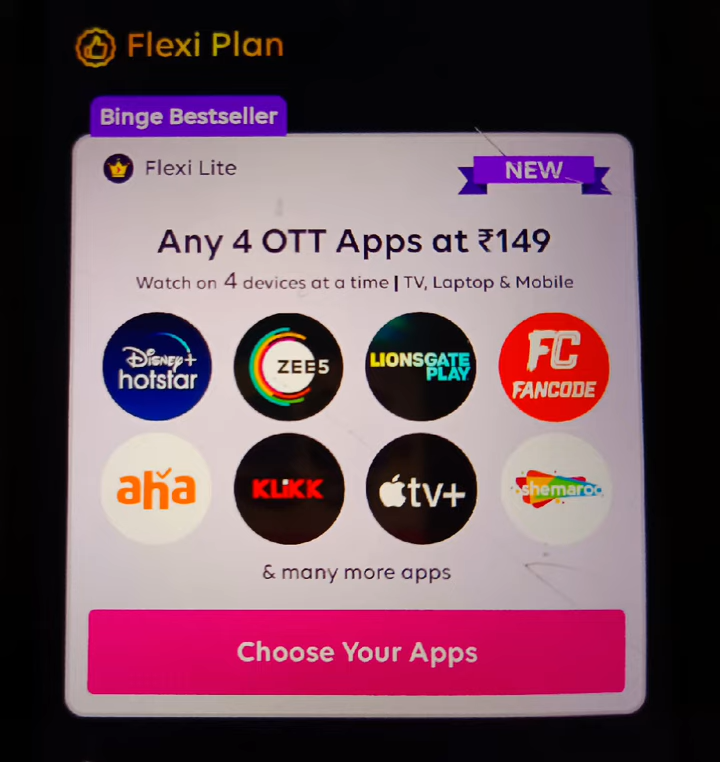 Flexi Plan
Binge Bestseller
Flexi Lite
NEW
Any 4 OTT Apps at ₹149
Watch on 4 devices at a time | TV, Laptop & Mobile
Disney+
hotstar
ZEE5
LIONSGATE
PLAY
FC
FANCODE
aha
KLiKK
tv+
shemaroo
& many more apps
Choose Your Apps